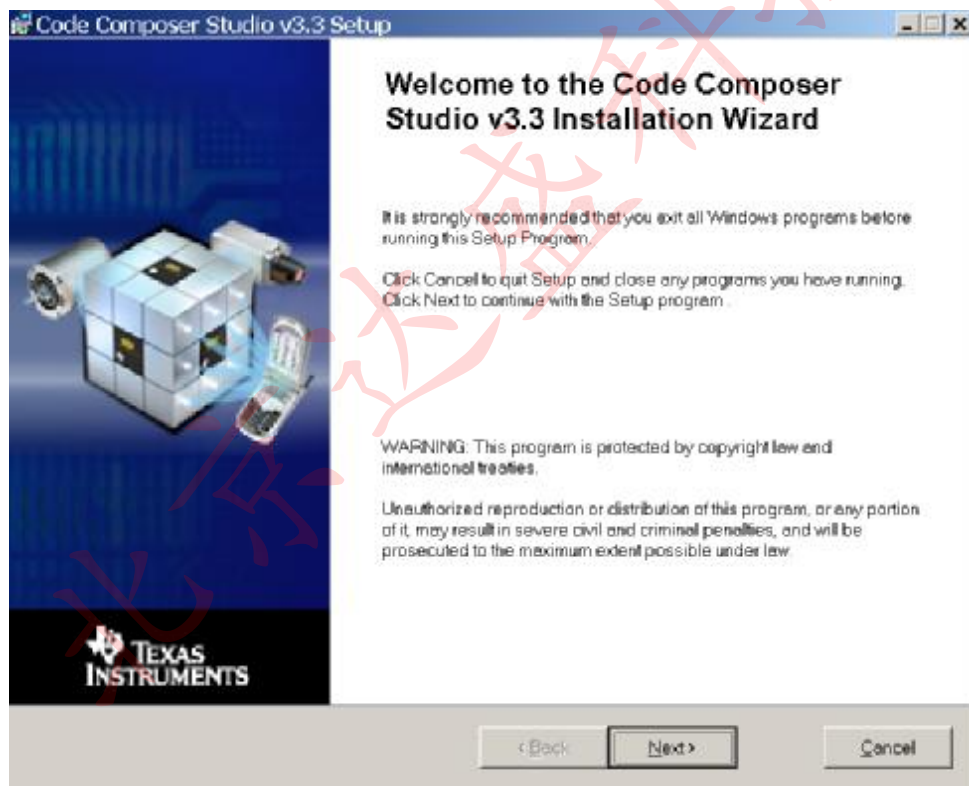 Code Composer Studio v3.3 Setup
Welcome to the Code Composer
Studio v3.3 Installation Wizard
It is strongly recommended that you exit all Windows programs before
running this Setup Program.
Click Cancel to quit Setup and close any programs you have running.
Click Next to continue with the Setup program.
WARNING: This program is protected by copyright law and
international treaties.
Unauthorized reproduction or distribution of this program, or any portion
of it, may result in severe civil and criminal penalties, and will be
prosecuted to the maximum extent possible under law.
TEXAS
INSTRUMENTS
< Back
Next >
Cancel
北京达盛科